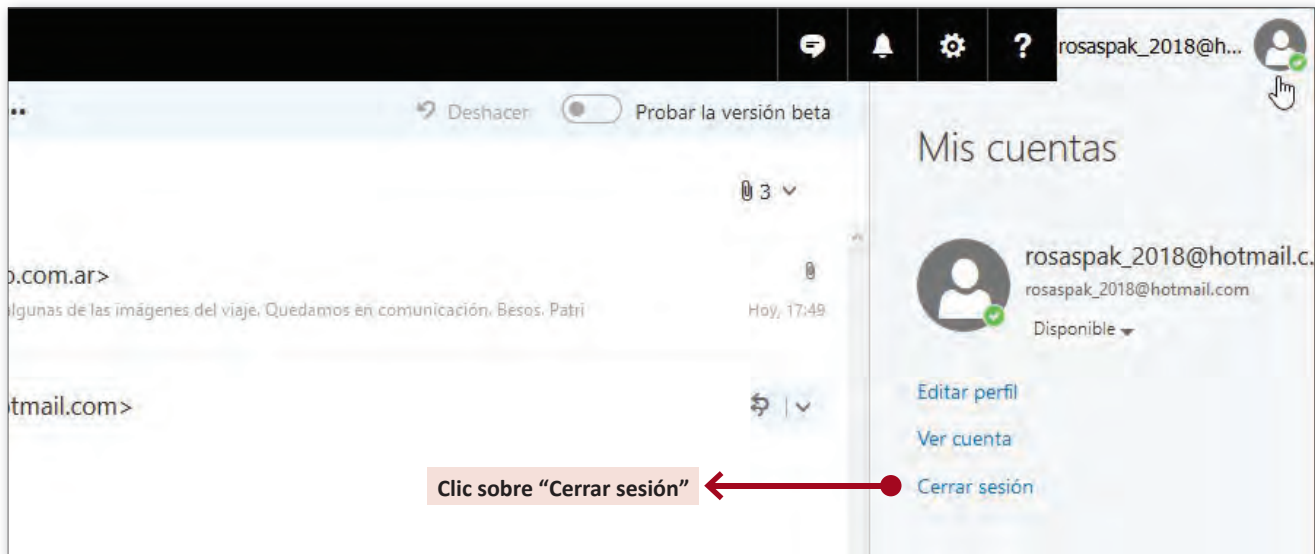 rosaspak_2018@h...
Deshacer
Probar la versión beta
Mis cuentas
3
o.com.ar>
algunas de las imágenes del viaje. Quedamos en comunicación. Besos. Patri
Hoy, 17:49
rosaspak_2018@hotmail.c.
rosaspak_2018@hotmail.com
Disponible
otmail.com>
Editar perfil
Ver cuenta
Cerrar sesión
Clic sobre “Cerrar sesión”